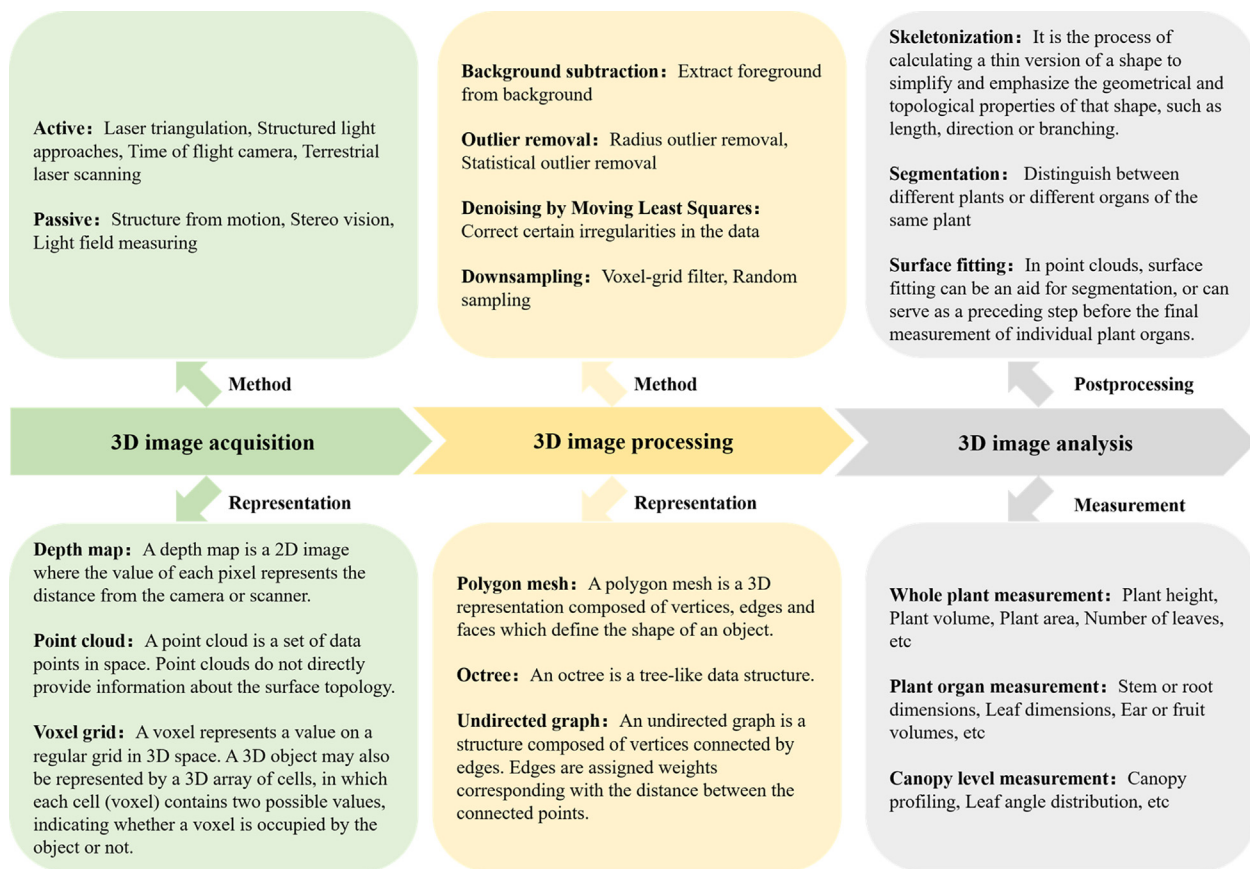 Active： Laser triangulation, Structured light
approaches, Time of flight camera, Terrestrial
laser scanning
Passive： Structure from motion, Stereo vision,
Light field measuring
Background subtraction： Extract foreground
from background
Outlier removal： Radius outlier removal,
Statistical outlier removal
Denoising by Moving Least Squares：
Correct certain irregularities in the data
Downsampling： Voxel-grid filter, Random
sampling
Skeletonization： It is the process of
calculating a thin version of a shape to
simplify and emphasize the geometrical and
topological properties of that shape, such as
length, direction or branching.
Segmentation： Distinguish between
different plants or different organs of the
same plant
Surface fitting： In point clouds, surface
fitting can be an aid for segmentation, or can
serve as a preceding step before the final
measurement of individual plant organs.
Method
Method
Postprocessing
3D image acquisition
3D image processing
3D image analysis
Representation
Representation
Measurement
Depth map： A depth map is a 2D image
where the value of each pixel represents the
distance from the camera or scanner.
Point cloud： A point cloud is a set of data
points in space. Point clouds do not directly
provide information about the surface topology.
Voxel grid： A voxel represents a value on a
regular grid in 3D space. A 3D object may also
be represented by a 3D array of cells, in which
each cell (voxel) contains two possible values,
indicating whether a voxel is occupied by the
object or not.
Polygon mesh： A polygon mesh is a 3D
representation composed of vertices, edges and
faces which define the shape of an object.
Octree： An octree is a tree-like data structure.
Undirected graph： An undirected graph is a
structure composed of vertices connected by
edges. Edges are assigned weights
corresponding with the distance between the
connected points.
Whole plant measurement： Plant height,
Plant volume, Plant area, Number of leaves,
etc
Plant organ measurement： Stem or root
dimensions, Leaf dimensions, Ear or fruit
volumes, etc
Canopy level measurement： Canopy
profiling, Leaf angle distribution, etc